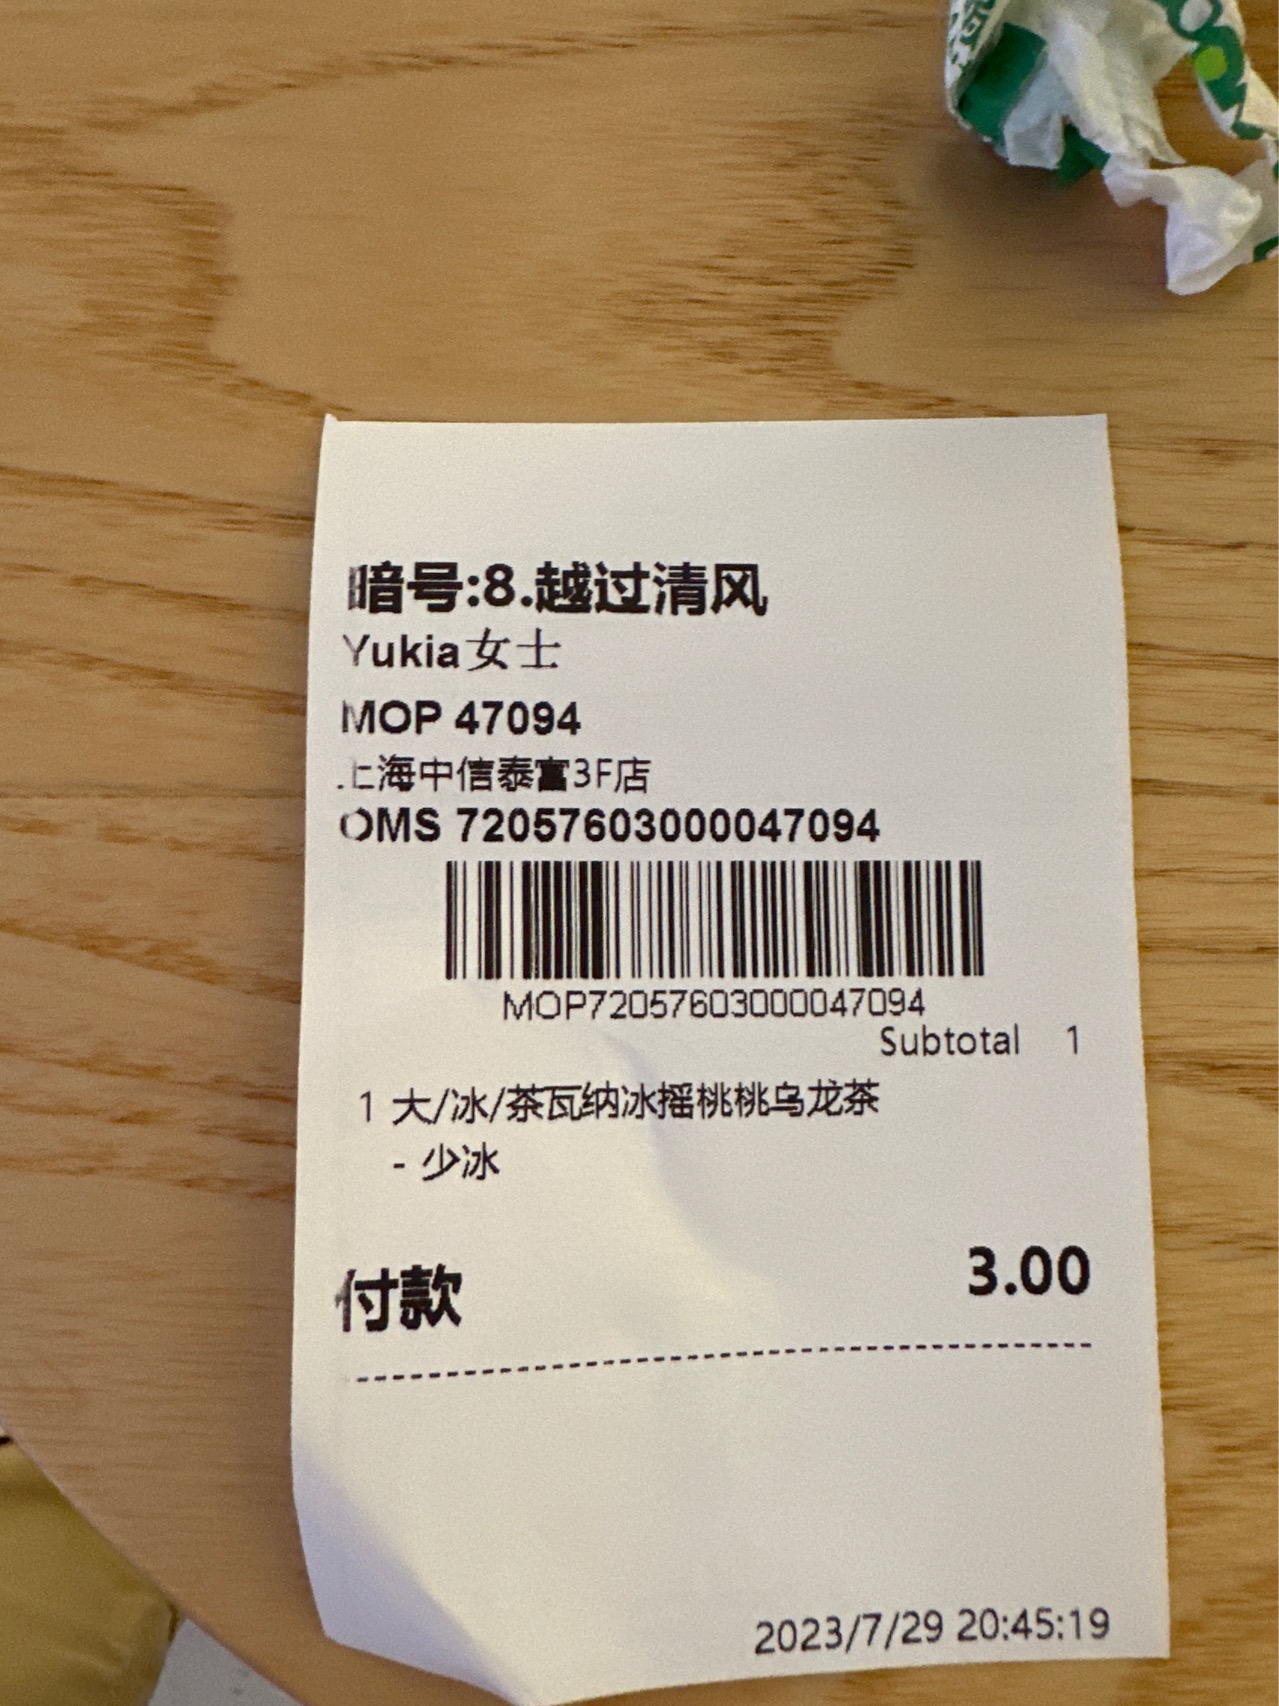 暗号:8.越过清风
Yukia女士
MOP 47094
上海中信泰富3F店
OMS 72057603000047094
MOP72057603000047094
Subtotal 1
1 大/冰/茶瓦纳冰摇桃桃乌龙茶
- 少冰
付款 3.00
2023/7/29 20:45:19